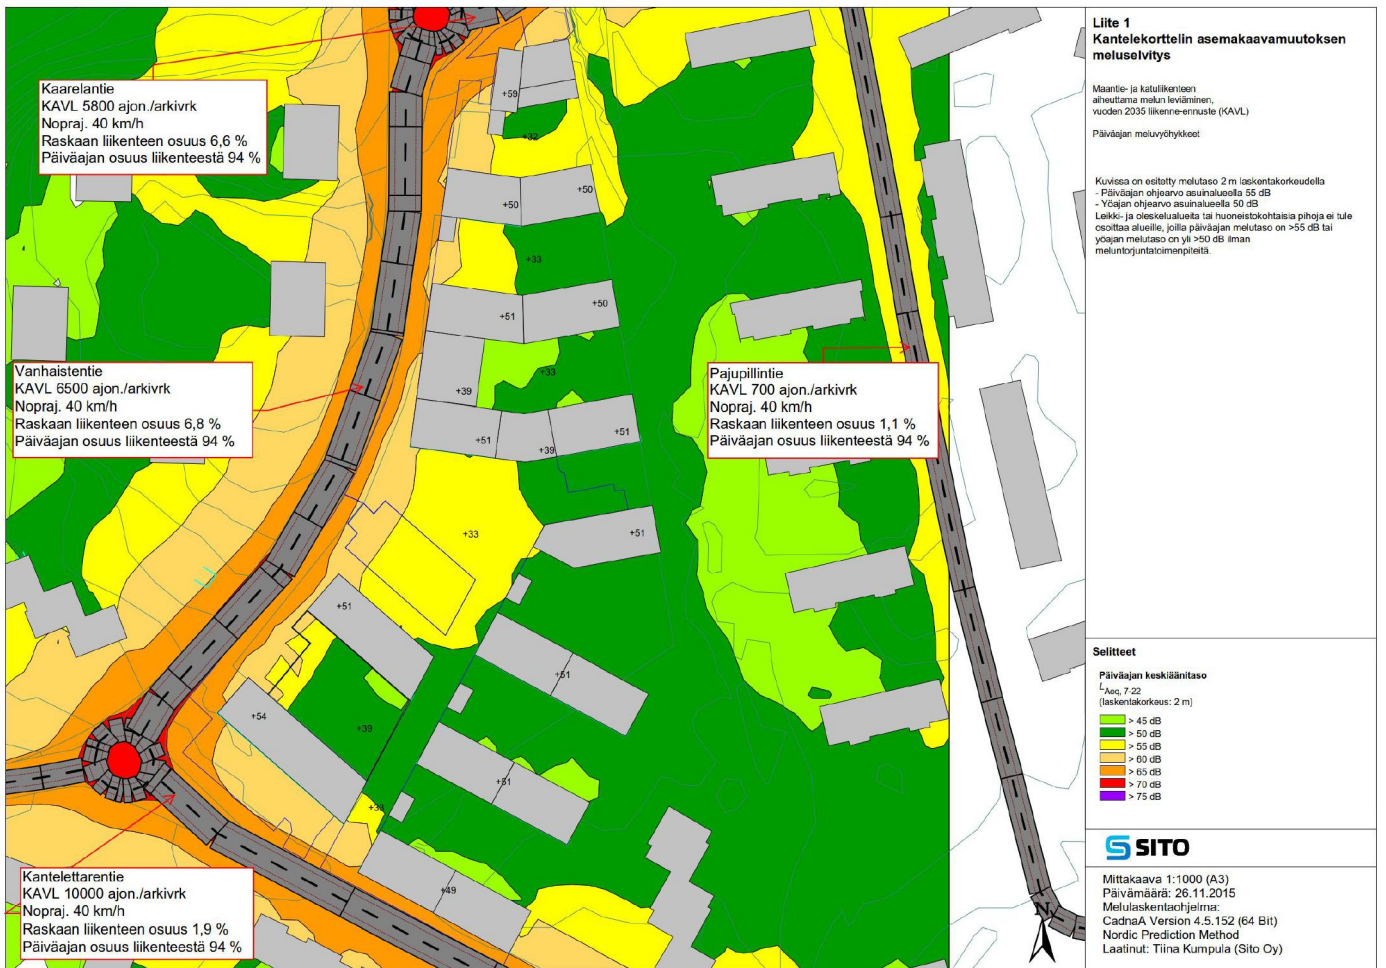 Kaarelantie
KAVL 5800 ajon./arkivrk
Nopraj. 40 km/h
Raskaan liikenteen osuus 6,6 %
Päiväajan osuus liikenteestä 94 %
Vanhaistentie
KAVL 6500 ajon./arkivrk
Nopraj. 40 km/h
Raskaan liikenteen osuus 6,8 %
Päiväajan osuus liikenteestä 94 %
Pajupillintie
KAVL 700 ajon./arkivrk
Nopraj. 40 km/h
Raskaan liikenteen osuus 1,1 %
Päiväajan osuus liikenteestä 94 %
Kantelettarentie
KAVL 10000 ajon./arkivrk
Nopraj. 40 km/h
Raskaan liikenteen osuus 1,9 %
Päiväajan osuus liikenteestä 94 %
+59
+32
+50
+50
+33
+50
+51
+33
+39
+51
+51
+39
+33
+51
+51
+51
+54
+39
+51
+33
+49
N
Liite 1
Kantelekorttelin asemakaavamuutoksen
meluselvitys
Maantie- ja katuliikenteen
aiheuttama melun leviäminen,
vuoden 2035 liikenne-ennuste (KAVL)
Päiväajan meluvyöhykkeet
Kuvissa on esitetty melutaso 2 m laskentakorkeudella
- Päiväajan ohjearvo asuinalueella 55 dB
- Yöajan ohjearvo asuinalueella 50 dB
Leikki- ja oleskelualueita tai huoneistokohtaisia pihoja ei tule
osoittaa alueille, joilla päiväajan melutaso on >55 dB tai
yöajan melutaso on yli >50 dB ilman
meluntorjuntatoimenpiteitä.
Selitteet
Päiväajan keskiäänitaso
LAeq, 7-22
(laskentakorkeus: 2 m)
> 45 dB
> 50 dB
> 55 dB
> 60 dB
> 65 dB
> 70 dB
> 75 dB
SITO
Mittakaava 1:1000 (A3)
Päivämäärä: 26.11.2015
Melulaskentaohjelma:
CadnaA Version 4.5.152 (64 Bit)
Nordic Prediction Method
Laatinut: Tiina Kumpula (Sito Oy)